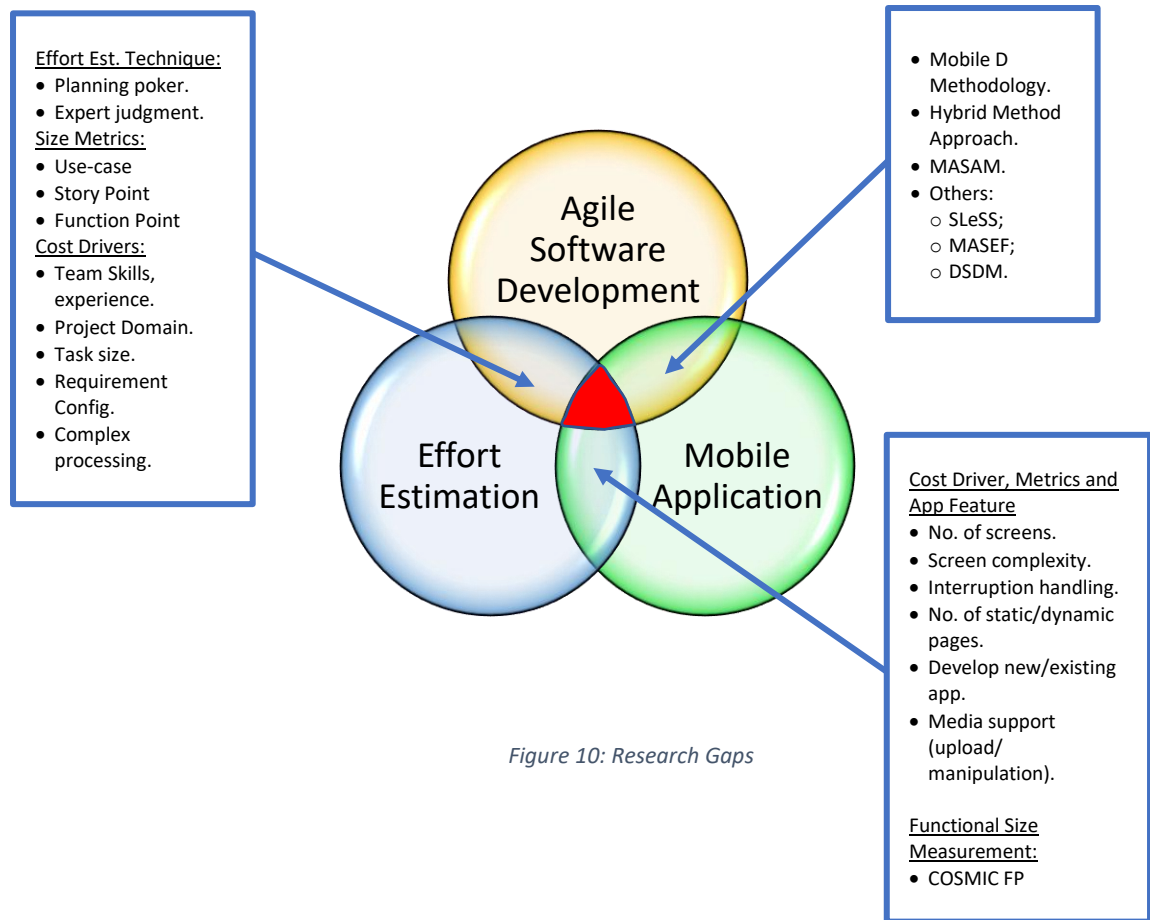 Effort Est. Technique:
• Planning poker.
• Expert judgment.
Size Metrics:
• Use-case
• Story Point
• Function Point
Cost Drivers:
• Team Skills,
experience.
• Project Domain.
• Task size.
• Requirement
Config.
• Complex
processing.
• Mobile D
Methodology.
• Hybrid Method
Approach.
• MASAM.
• Others:
o SLeSS;
o MASEF;
o DSDM.
Agile
Software
Development
Effort
Estimation
Mobile
Application
Cost Driver, Metrics and
App Feature
• No. of screens.
• Screen complexity.
• Interruption handling.
• No. of static/dynamic
pages.
• Develop new/existing
app.
• Media support
(upload/
manipulation).
Functional Size
Measurement:
• COSMIC FP
Figure 10: Research Gaps